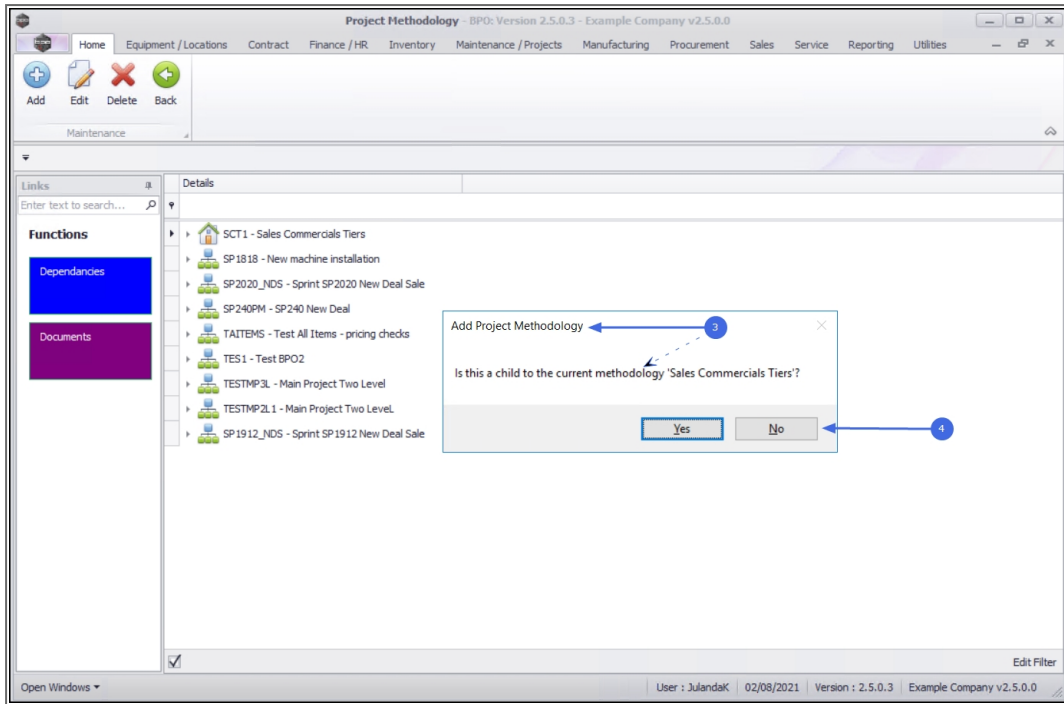 Project Methodology - BPO: Version 2.5.0.3 - Example Company v2.5.0.0
Home Equipment / Locations Contract Finance / HR Inventory Maintenance / Projects Manufacturing Procurement Sales Service Reporting Utilities
Add Edit Delete Back
Maintenance
Links
Enter text to search...
Functions
Dependancies
Documents
Details
SCT1 - Sales Commercials Tiers
SP1818 - New machine installation
SP2020_NDS - Sprint SP2020 New Deal Sale
SP240PM - SP240 New Deal
TAITEMS - Test All Items - pricing checks
TES1 - Test BPO2
TESTMP3L - Main Project Two Level
TESTMP2L1 - Main Project Two LeveL
SP1912_NDS - Sprint SP1912 New Deal Sale
Add Project Methodology
3
Is this a child to the current methodology 'Sales Commercials Tiers'?
Yes No
4
Edit Filter
Open Windows
User : JulandaK 02/08/2021 Version : 2.5.0.3 Example Company v2.5.0.0